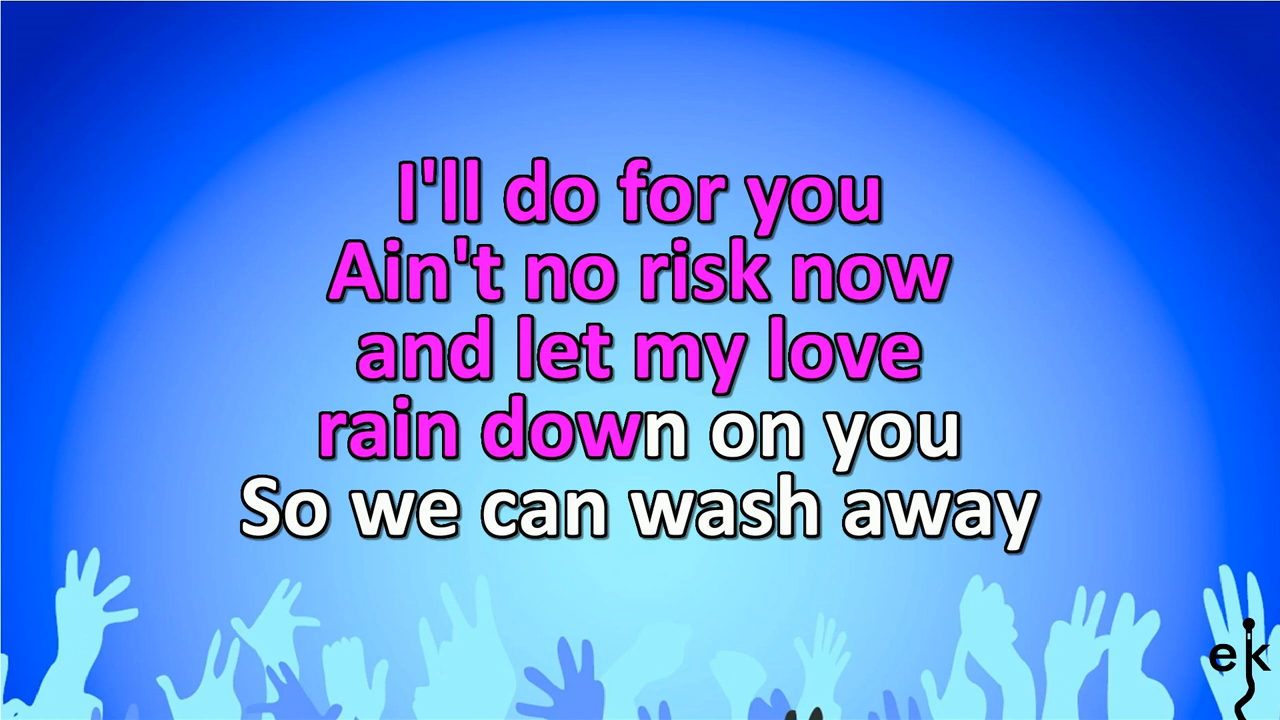 I'll do for you
Ain't no risk now
and let my love
rain down on you
So we can wash away
ek